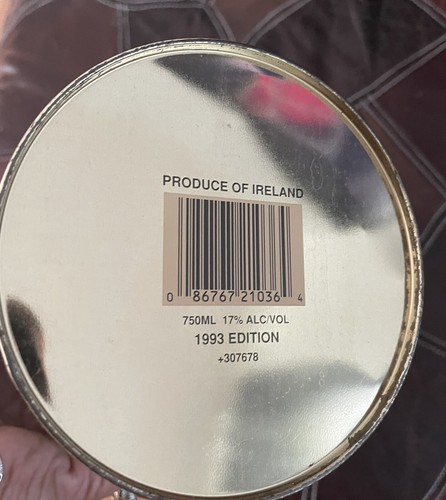 PRODUCE OF IRELAND
0 86767 21036 4
750ML 17% ALC/VOL
1993 EDITION
+307678